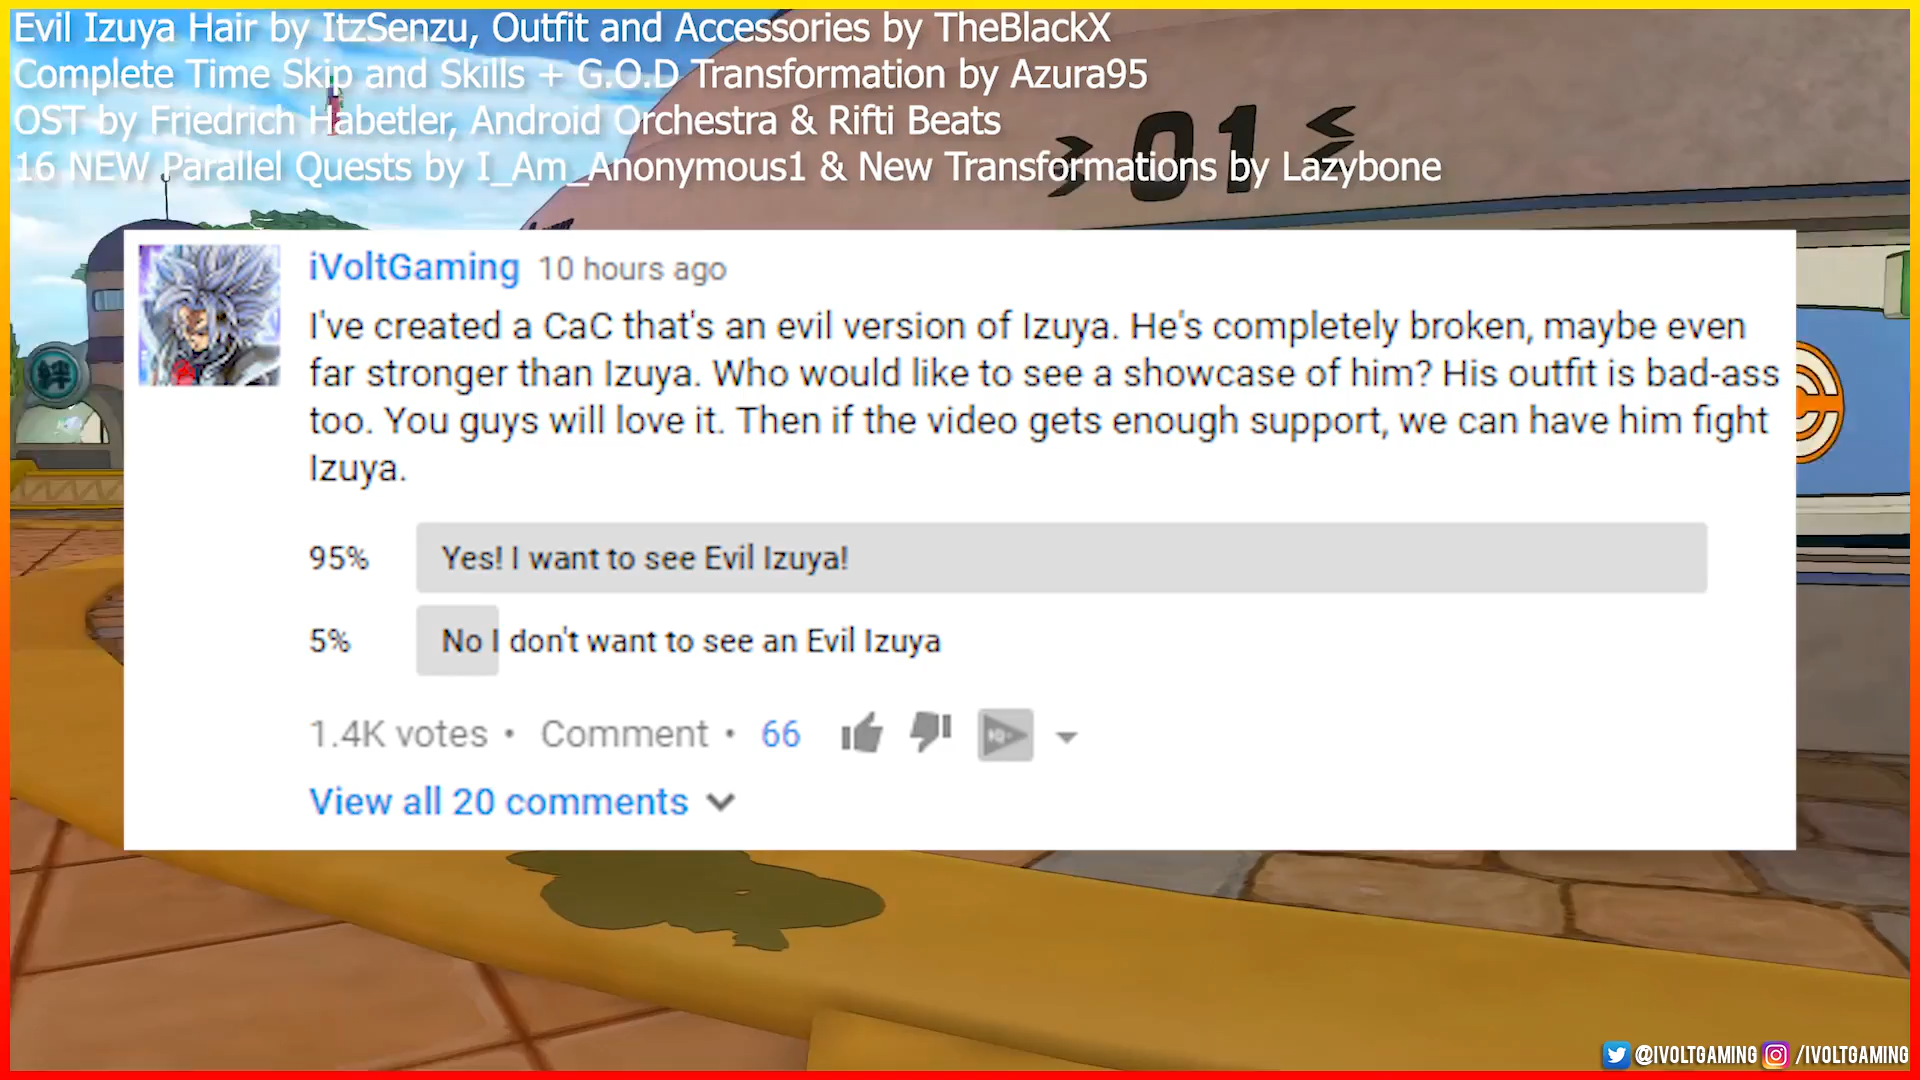 Evil Izuya Hair by ItzSenzu, Outfit and Accessories by TheBlackX
Complete Time Skip and Skills + G.O.D Transformation by Azura95
OST by Friedrich Habetler, Android Orchestra & Rifti Beats
16 NEW Parallel Quests by I_Am_Anonymous1 & New Transformations by Lazybone
01
iVoltGaming 10 hours ago
I've created a CaC that's an evil version of Izuya. He's completely broken, maybe even
far stronger than Izuya. Who would like to see a showcase of him? His outfit is bad-ass
too. You guys will love it. Then if the video gets enough support, we can have him fight
Izuya.
95% Yes! I want to see Evil Izuya!
5% No I don't want to see an Evil Izuya
1.4K votes • Comment • 66
View all 20 comments
絆
@IVOLTGAMING /IVOLTGAMING